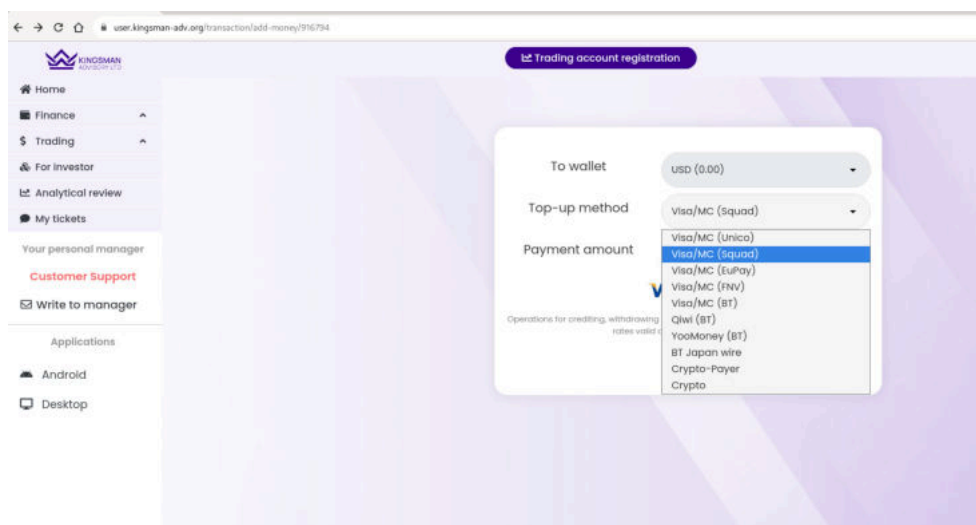 user.kingsman-adv.org/transaction/add-money/916794
KINGSMAN
ADVISORY LTD
Trading account registration
Home
Finance
$ Trading
For investor
Analytical review
My tickets
Your personal manager
Customer Support
Write to manager
Applications
Android
Desktop
To wallet
USD (0.00)
Top-up method
Visa/MC (Squad)
Payment amount
Visa/MC (Unico)
Visa/MC (Squad)
Visa/MC (EuPay)
Visa/MC (FNV)
Visa/MC (BT)
Qiwi (BT)
YooMoney (BT)
BT Japan wire
Crypto-Payer
Crypto
V
Operations for crediting, withdrawing
rates valid